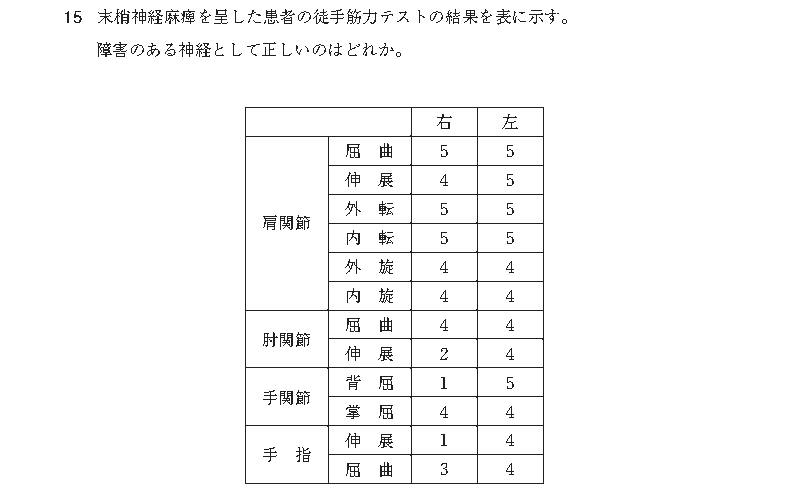 15 末梢神経麻痺を呈した患者の徒手筋力テストの結果を表に示す。
障害のある神経として正しいのはどれか。
右 左
肩関節 屈曲 5 5
伸展 4 5
外転 5 5
内転 5 5
外旋 4 4
内旋 4 4
肘関節 屈曲 4 4
伸展 2 4
手関節 背屈 1 5
掌屈 4 4
手指 伸展 1 4
屈曲 3 4